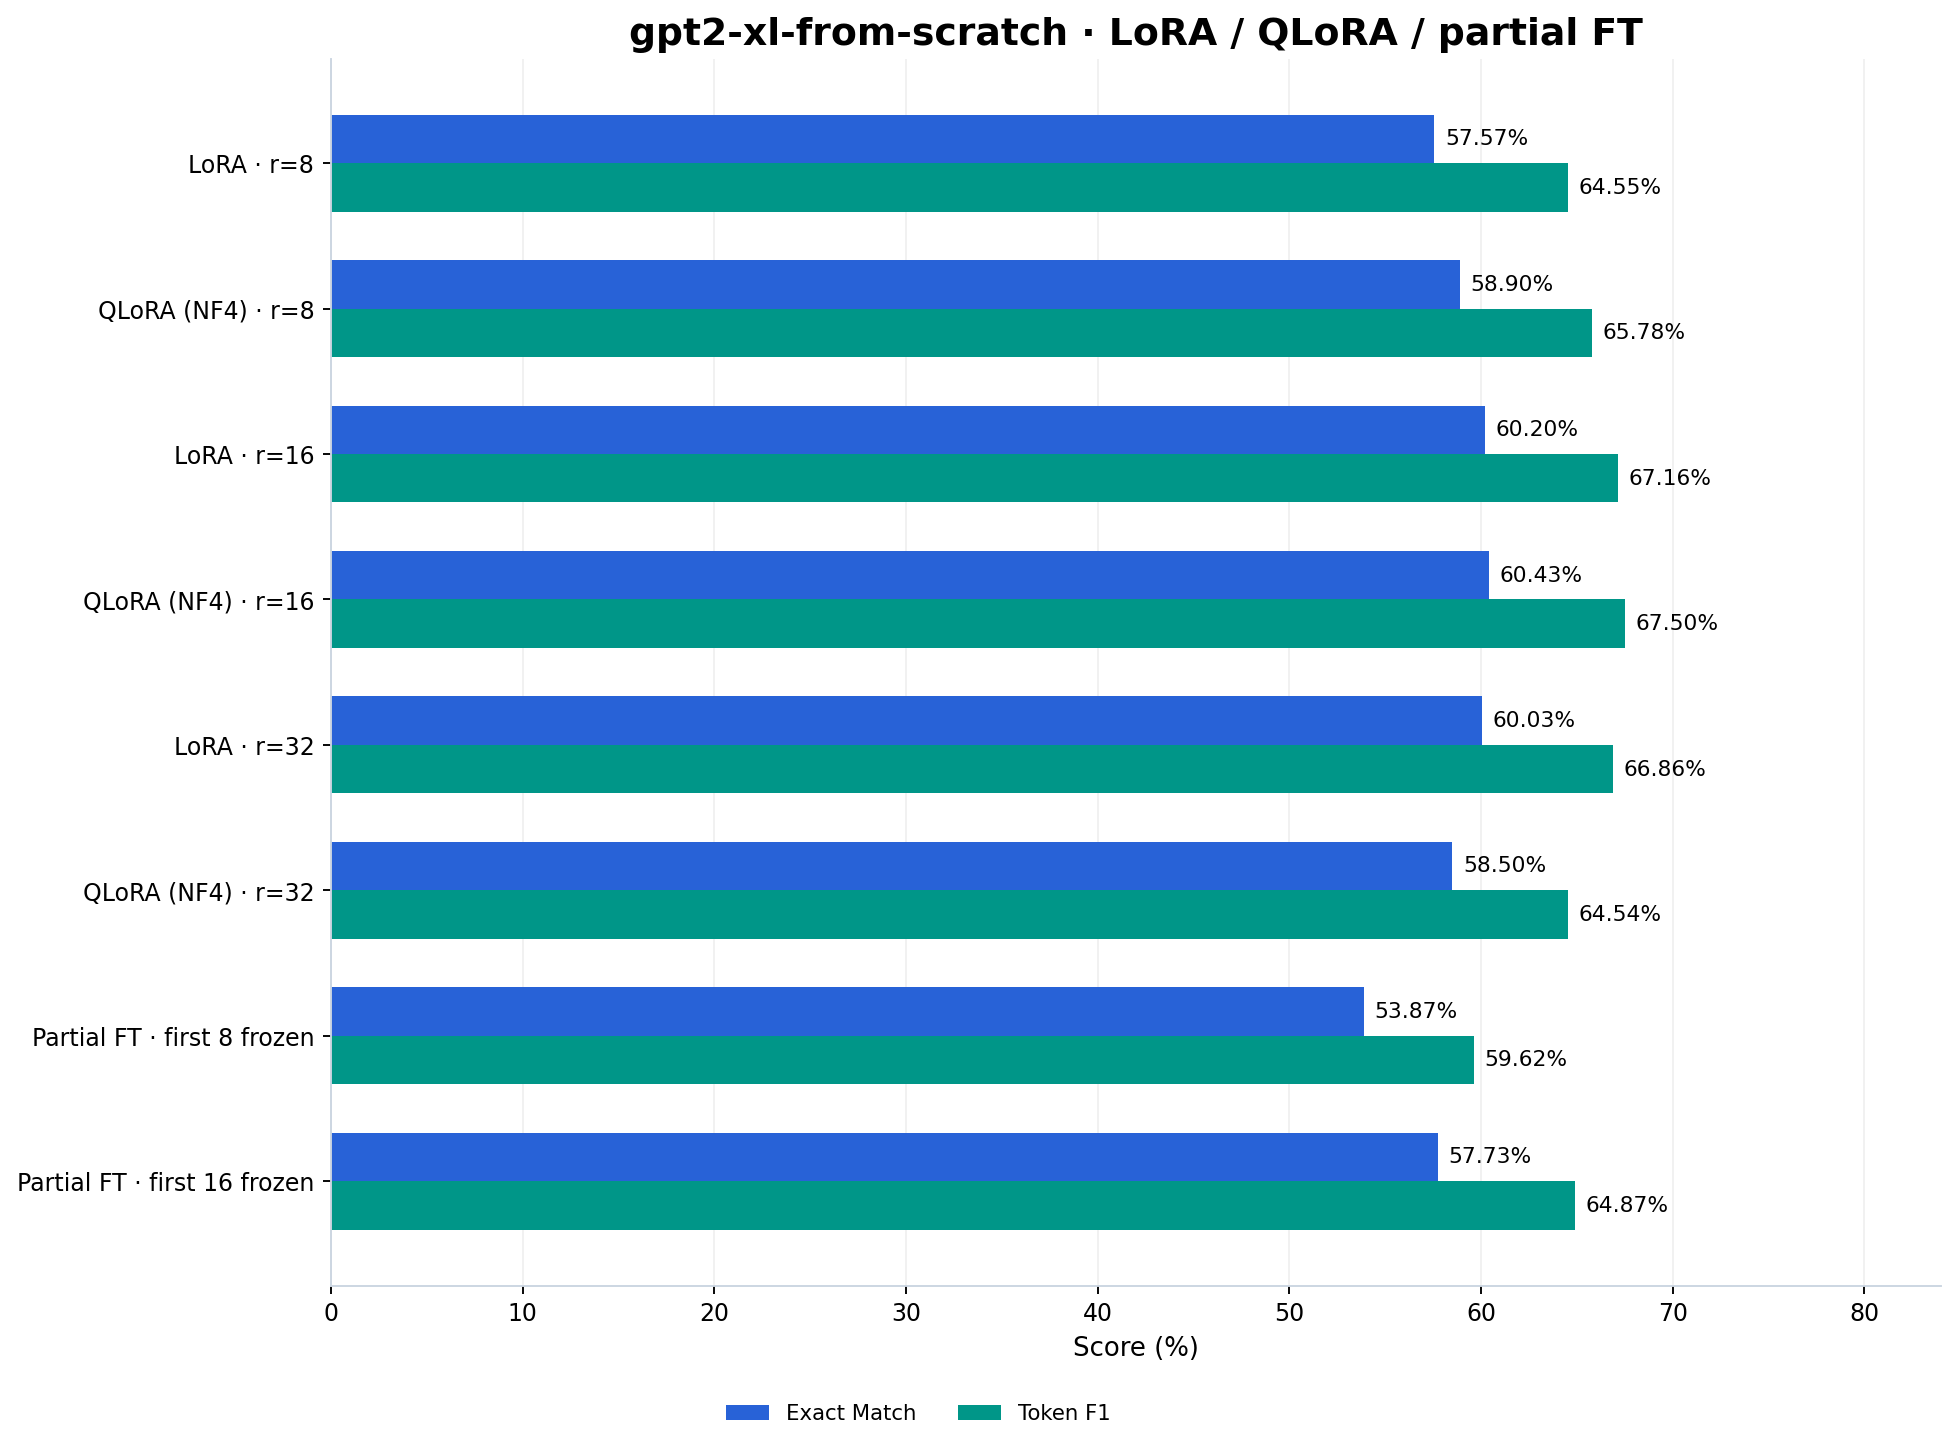 gpt2-xl-from-scratch · LoRA / QLoRA / partial FT
LoRA · r=8
57.57%
64.55%
QLoRA (NF4) · r=8
58.90%
65.78%
LoRA · r=16
60.20%
67.16%
QLoRA (NF4) · r=16
60.43%
67.50%
LoRA · r=32
60.03%
66.86%
QLoRA (NF4) · r=32
58.50%
64.54%
Partial FT · first 8 frozen
53.87%
59.62%
Partial FT · first 16 frozen
57.73%
64.87%
0 10 20 30 40 50 60 70 80
Score (%)
Exact Match Token F1